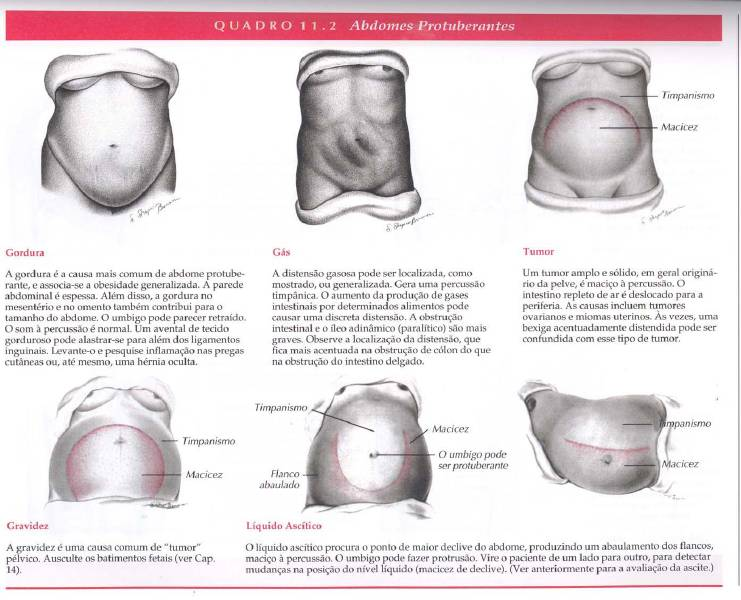 QUADRO 11.2 Abdomes Protuberantes
Timpanismo
Macicez
Gordura
A gordura é a causa mais comum de abdome protube-
rante, e associa-se a obesidade generalizada. A parede
abdominal é espessa. Além disso, a gordura no
mesentério e no omento também contribui para o
tamanho do abdome. O umbigo pode parecer retraído.
O som à percussão é normal. Um avental de tecido
gorduroso pode alastrar-se para além dos ligamentos
inguinais. Levante-o e pesquise inflamação nas pregas
cutâneas ou, até mesmo, uma hérnia oculta.
Gás
A distensão gasosa pode ser localizada, como
mostrado, ou generalizada. Gera uma percussão
timpânica. O aumento da produção de gases
intestinais por determinados alimentos pode
causar uma discreta distensão. A obstrução
intestinal e o íleo adinâmico (paralítico) são mais
graves. Observe a localização da distensão, que
fica mais acentuada na obstrução de cólon do que
na obstrução do intestino delgado.
Tumor
Um tumor amplo e sólido, em geral originá-
rio da pelve, é maciço à percussão. O
intestino repleto de ar é deslocado para a
periferia. As causas incluem tumores
ovarianos e miomas uterinos. Às vezes, uma
bexiga acentuadamente distendida pode ser
confundida com esse tipo de tumor.
Timpanismo
Macicez
Timpanismo
Macicez
O umbigo pode
ser protuberante
Flanco
abaulado
Timpanismo
Macicez
Gravidez
A gravidez é uma causa comum de "tumor"
pélvico. Ausculte os batimentos fetais (ver Cap.
14).
Líquido Ascítico
O líquido ascítico procura o ponto de maior declive do abdome, produzindo um abaulamento dos flancos,
maciço à percussão. O umbigo pode fazer protrusão. Vire o paciente de um lado para outro, para detectar
mudanças na posição do nível líquido (macicez de declive). (Ver anteriormente para a avaliação da ascite.)